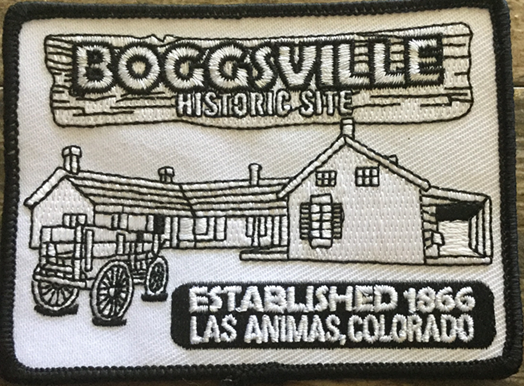 BOGGSVILLE
HISTORIC SITE
ESTABLISHED 1866
LAS ANIMAS, COLORADO